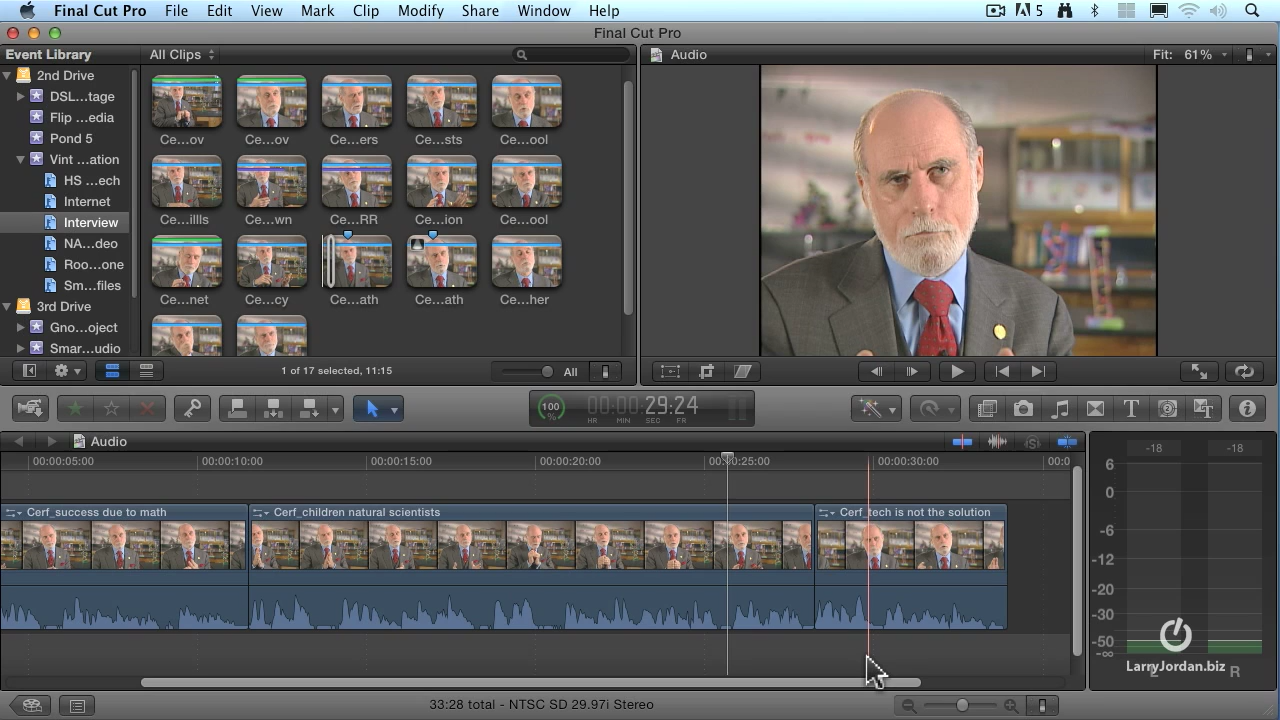 Final Cut Pro File Edit View Mark Clip Modify Share Window Help 5
Final Cut Pro
Event Library All Clips Audio Fit: 61%
2nd Drive
DSL...tage
Flip ...edia
Pond 5
Vint ...ation
HS ...ech
Internet
Interview
NA...deo
Roo...one
Sm...files
3rd Drive
Gno...oject
Smar...udio
Ce...ov Ce...ov Ce...ers Ce...sts Ce...ool
Ce...illls Ce...wn Ce...RR Ce...ion Ce...ool
Ce...net Ce...cy Ce...ath Ce...ath Ce...her
1 of 17 selected, 11:15 All
100 % 00:00:29:24
HR MIN SEC FR
Audio
00:00:05:00 00:00:10:00 00:00:15:00 00:00:20:00 00:00:25:00 00:00:30:00 00:0
Cerf_success due to math Cerf_children natural scientists Cerf_tech is not the solution
-18 -18
6
0
-6
-12
-20
-30
-50
-∞
LarryJordan.biz
L R
33:28 total - NTSC SD 29.97i Stereo